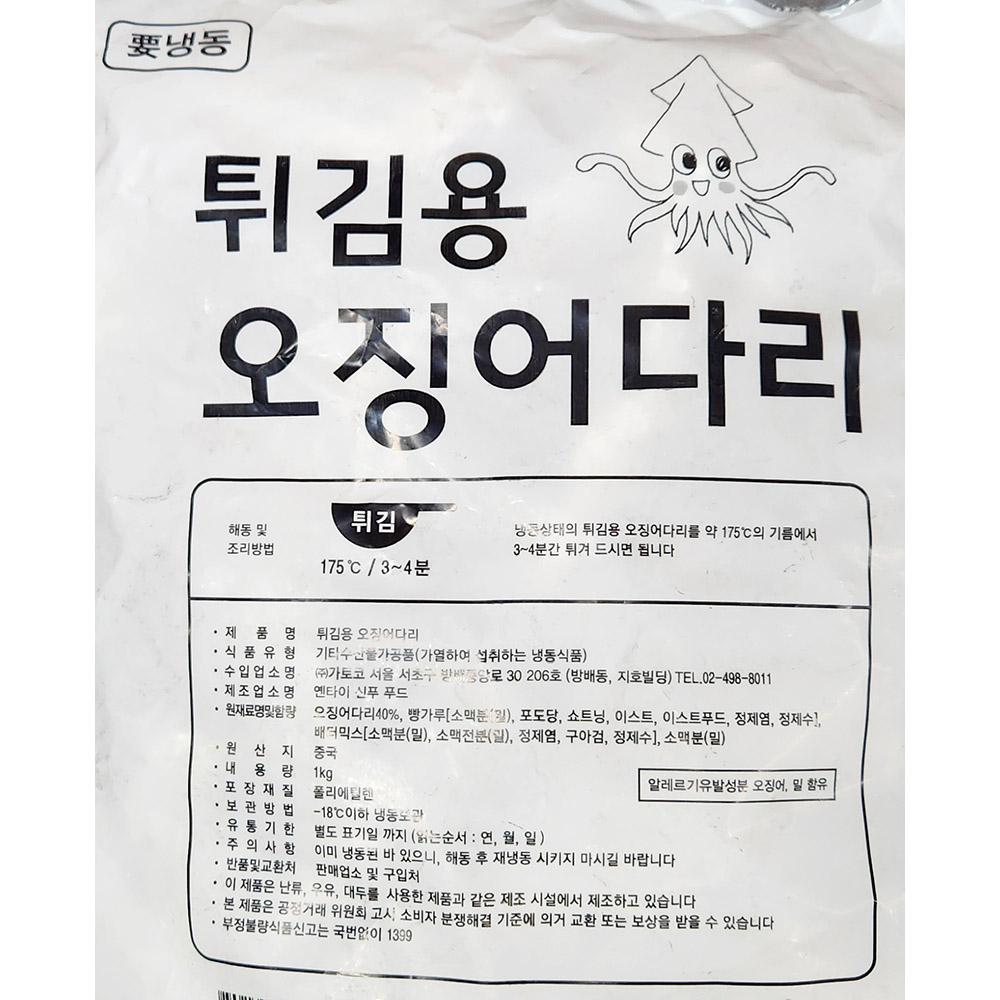 要냉동
튀김용
오징어다리
해동 및
조리방법
튀김
175℃ / 3~4분
냉동상태의 튀김용 오징어다리를 약 175℃의 기름에서
3~4분간 튀겨 드시면 됩니다
· 제 품 명 튀김용 오징어다리
· 식 품 유 형 기타수산물가공품(가열하여 섭취하는 냉동식품)
· 수입업소명 ㈜가토코 서울 서초구 방배중앙로 30 206호 (방배동, 지호빌딩) TEL.02-498-8011
· 제조업소명 옌타이 신푸 푸드
· 원재료명및함량 오징어다리40%, 빵가루[소맥분(밀), 포도당, 쇼트닝, 이스트, 이스트푸드, 정제염, 정제수],
배터믹스[소맥분(밀), 소맥전분(밀), 정제염, 구아검, 정제수], 소맥분(밀)
· 원 산 지 중국
· 내 용 량 1kg
· 포 장 재 질 폴리에틸렌
알레르기유발성분 오징어, 밀 함유
· 보 관 방 법 -18℃이하 냉동보관
· 유 통 기 한 별도 표기일 까지 (읽는순서 : 연, 월, 일)
· 주 의 사 항 이미 냉동된 바 있으니, 해동 후 재냉동 시키지 마시길 바랍니다
· 반품및교환처 판매업소 및 구입처
· 이 제품은 난류, 우유, 대두를 사용한 제품과 같은 제조 시설에서 제조하고 있습니다
· 본 제품은 공정거래 위원회 고시 소비자 분쟁해결 기준에 의거 교환 또는 보상을 받을 수 있습니다
· 부정불량식품신고는 국번없이 1399